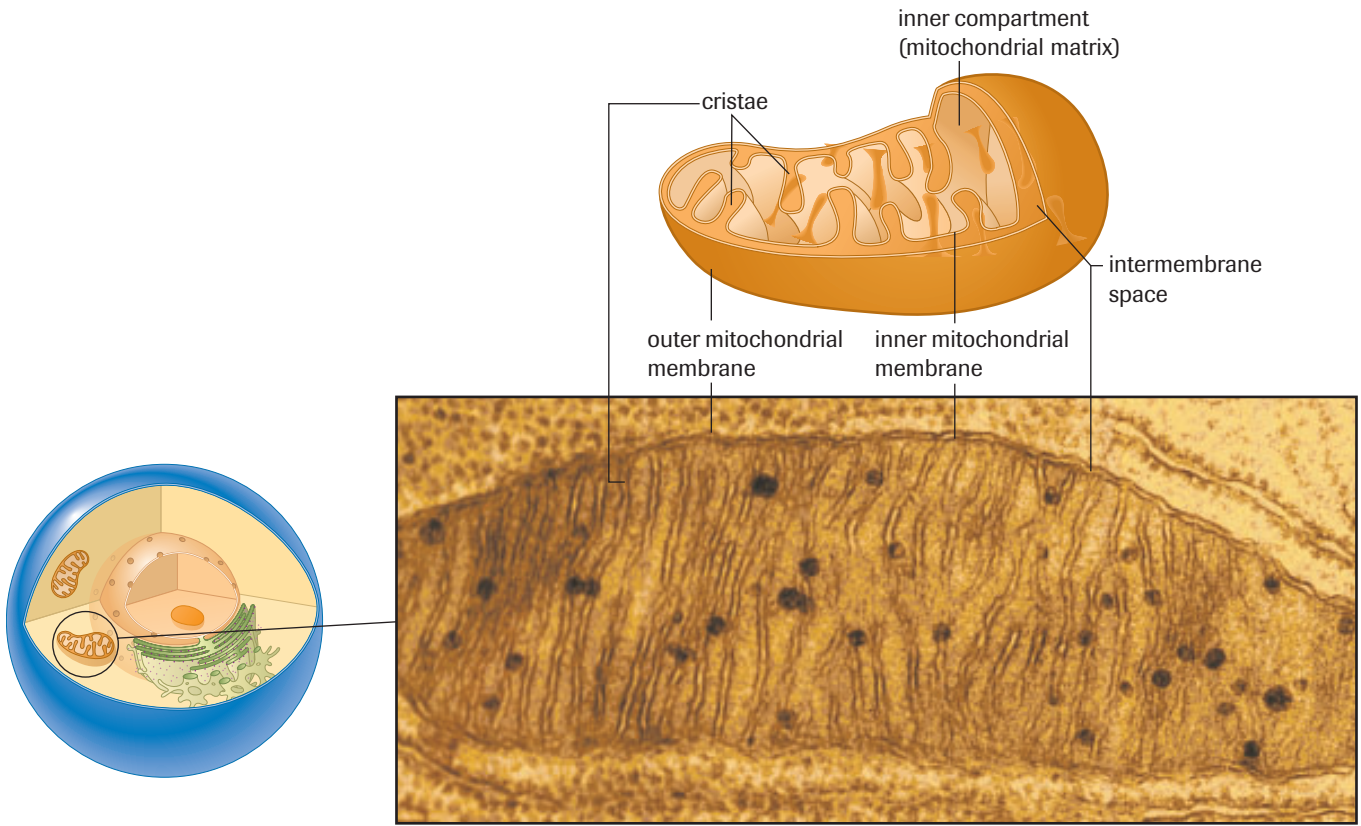 inner compartment
(mitochondrial matrix)
cristae
intermembrane
space
outer mitochondrial
membrane
inner mitochondrial
membrane